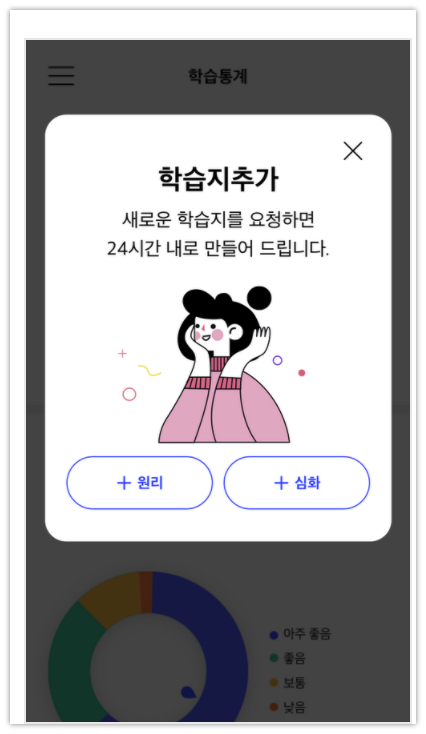 학습통계
학습지추가
새로운 학습지를 요청하면
24시간 내로 만들어 드립니다.
+ 원리
+ 심화
아주 좋음
좋음
보통
낮음